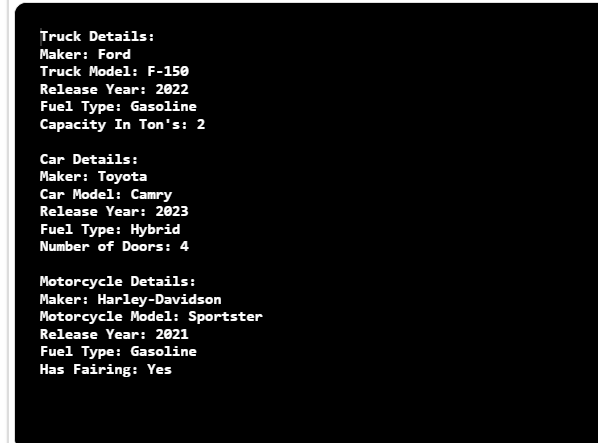 Truck Details:
Maker: Ford
Truck Model: F-150
Release Year: 2022
Fuel Type: Gasoline
Capacity In Ton's: 2
Car Details:
Maker: Toyota
Car Model: Camry
Release Year: 2023
Fuel Type: Hybrid
Number of Doors: 4
Motorcycle Details:
Maker: Harley-Davidson
Motorcycle Model: Sportster
Release Year: 2021
Fuel Type: Gasoline
Has Fairing: Yes